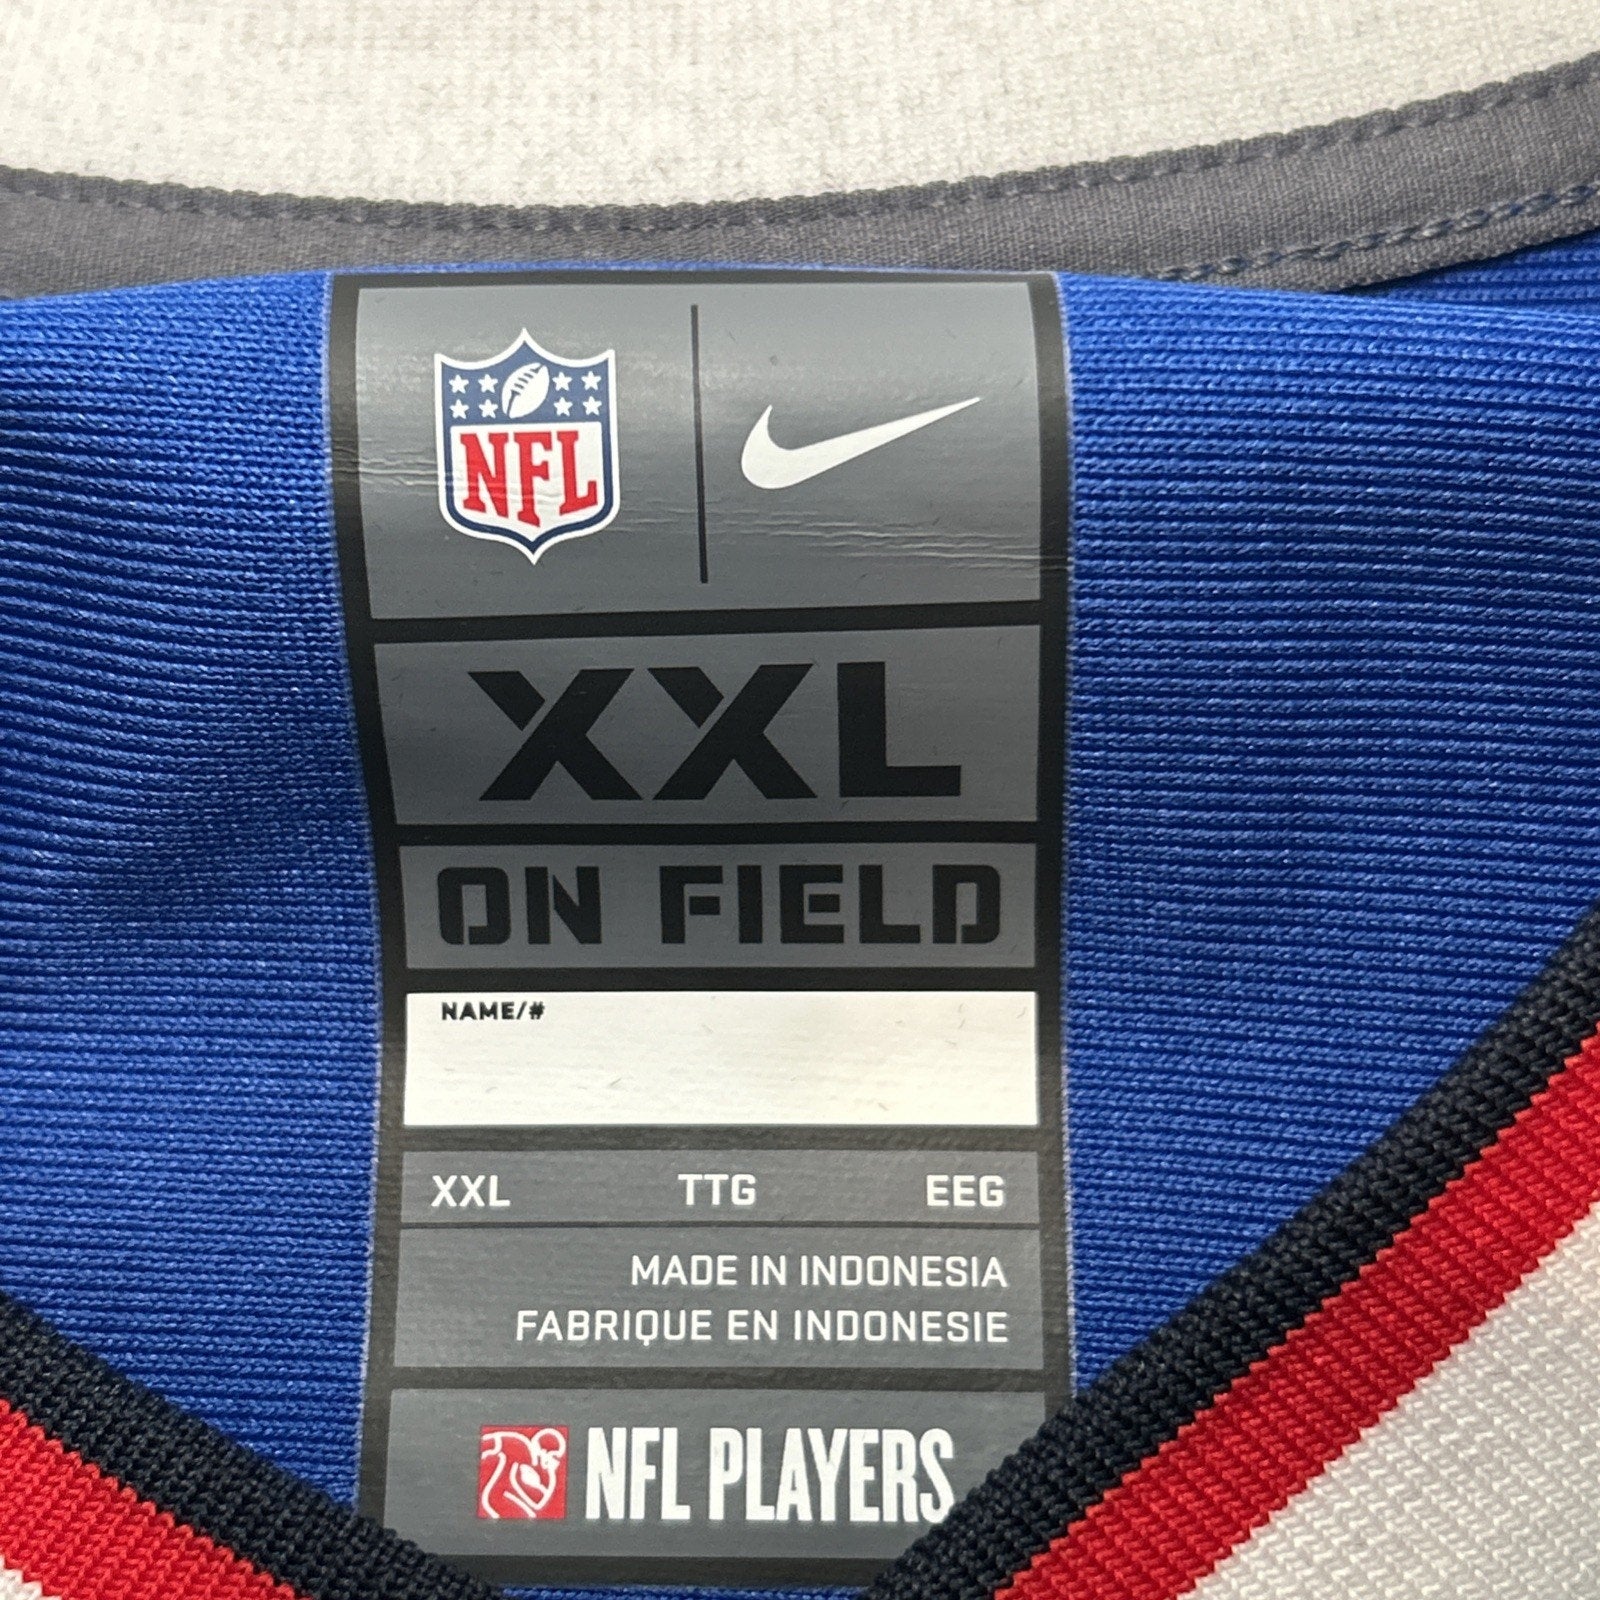 NFL
XXL
ON FIELD
NAME/#
XXL TTG EEG
MADE IN INDONESIA
FABRIQUE EN INDONESIE
NFL PLAYERS